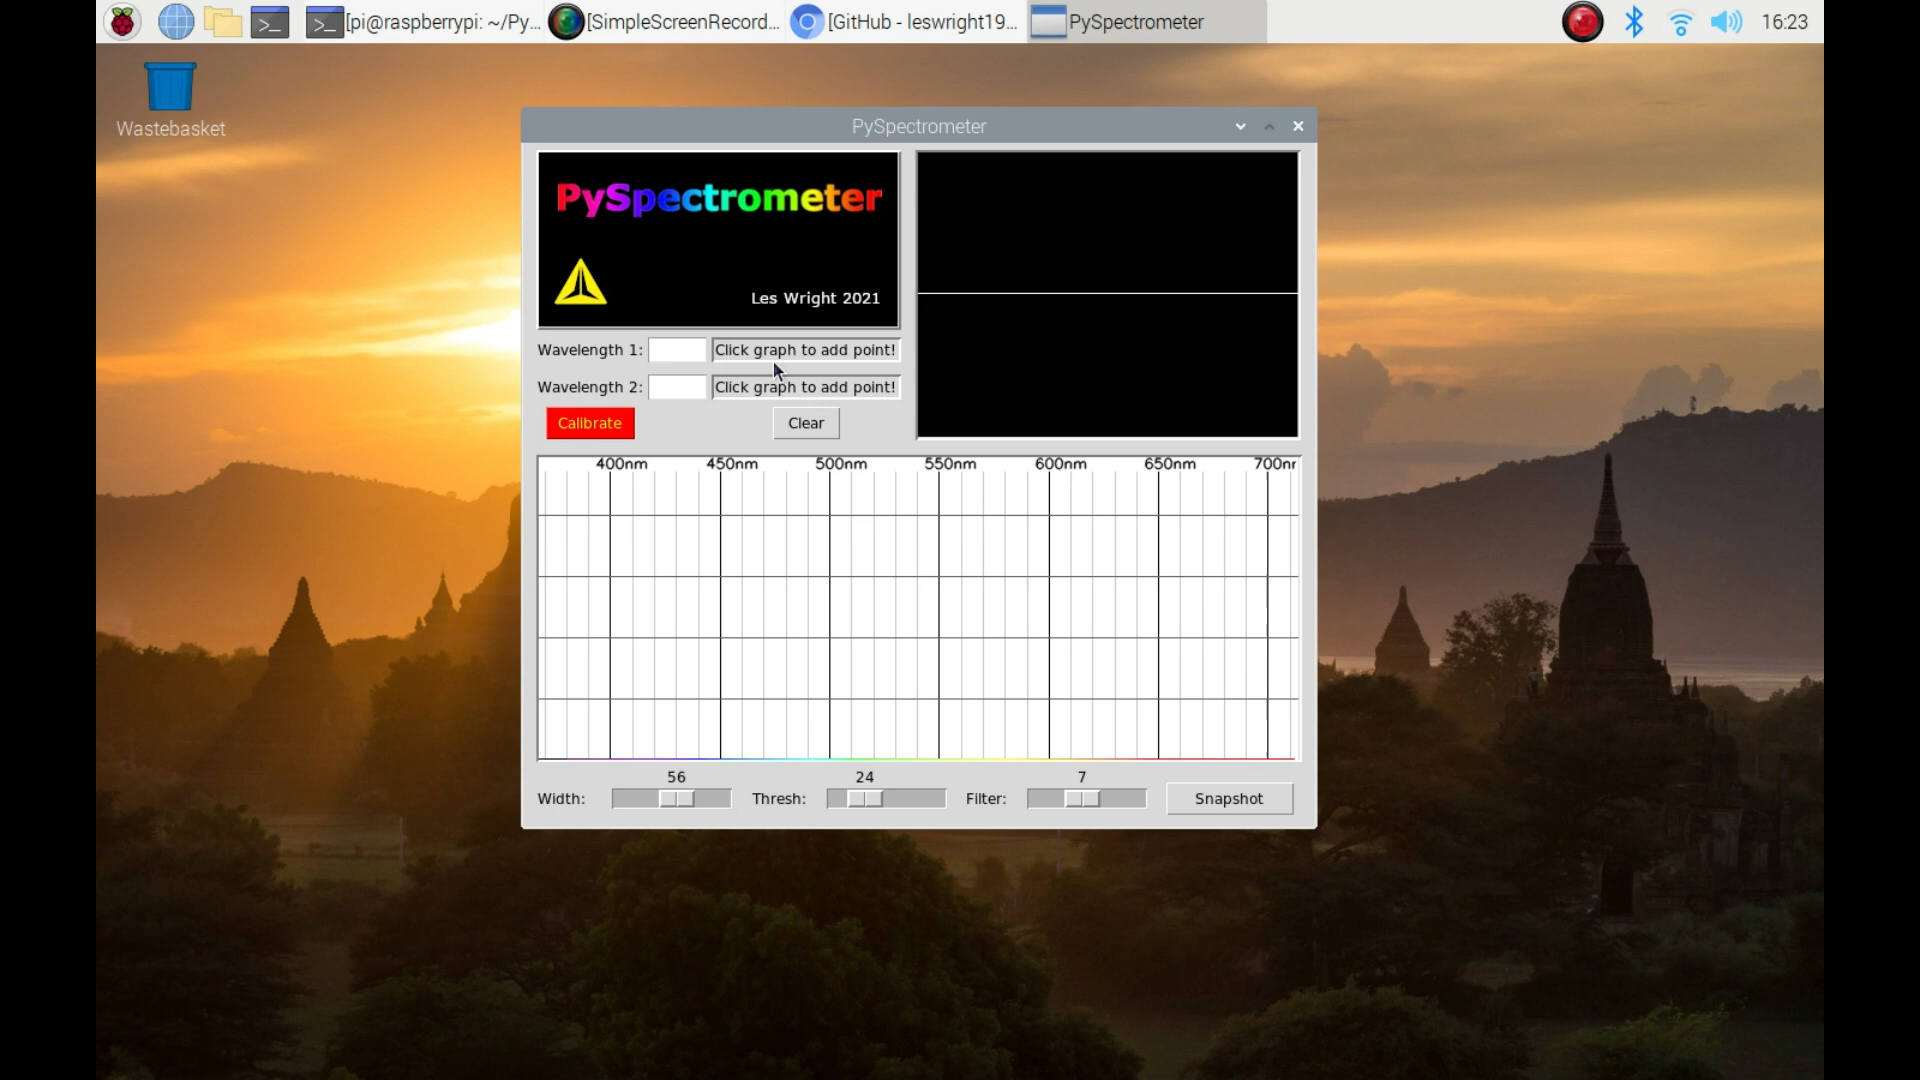 [pi@raspberrypi: ~/Py...
[SimpleScreenRecord...
[GitHub - leswright19...
PySpectrometer
16:23
Wastebasket
PySpectrometer
PySpectrometer
Les Wright 2021
Wavelength 1:
Click graph to add point!
Wavelength 2:
Click graph to add point!
Calibrate
Clear
400nm 450nm 500nm 550nm 600nm 650nm 700nr
56 24 7
Width: Thresh: Filter: Snapshot